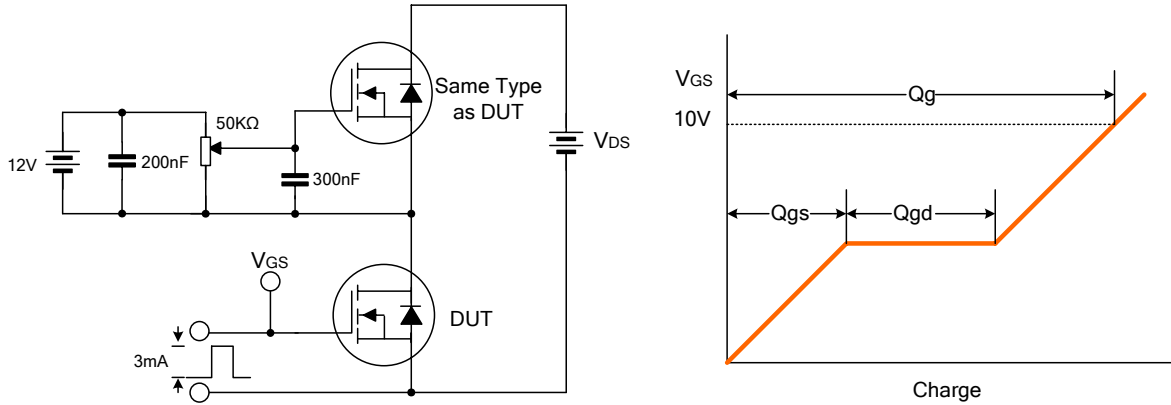 12V
200nF
50KΩ
300nF
Same Type
as DUT
VDS
VGS
DUT
3mA
VGS
10V
Qg
Qgs
Qgd
Charge